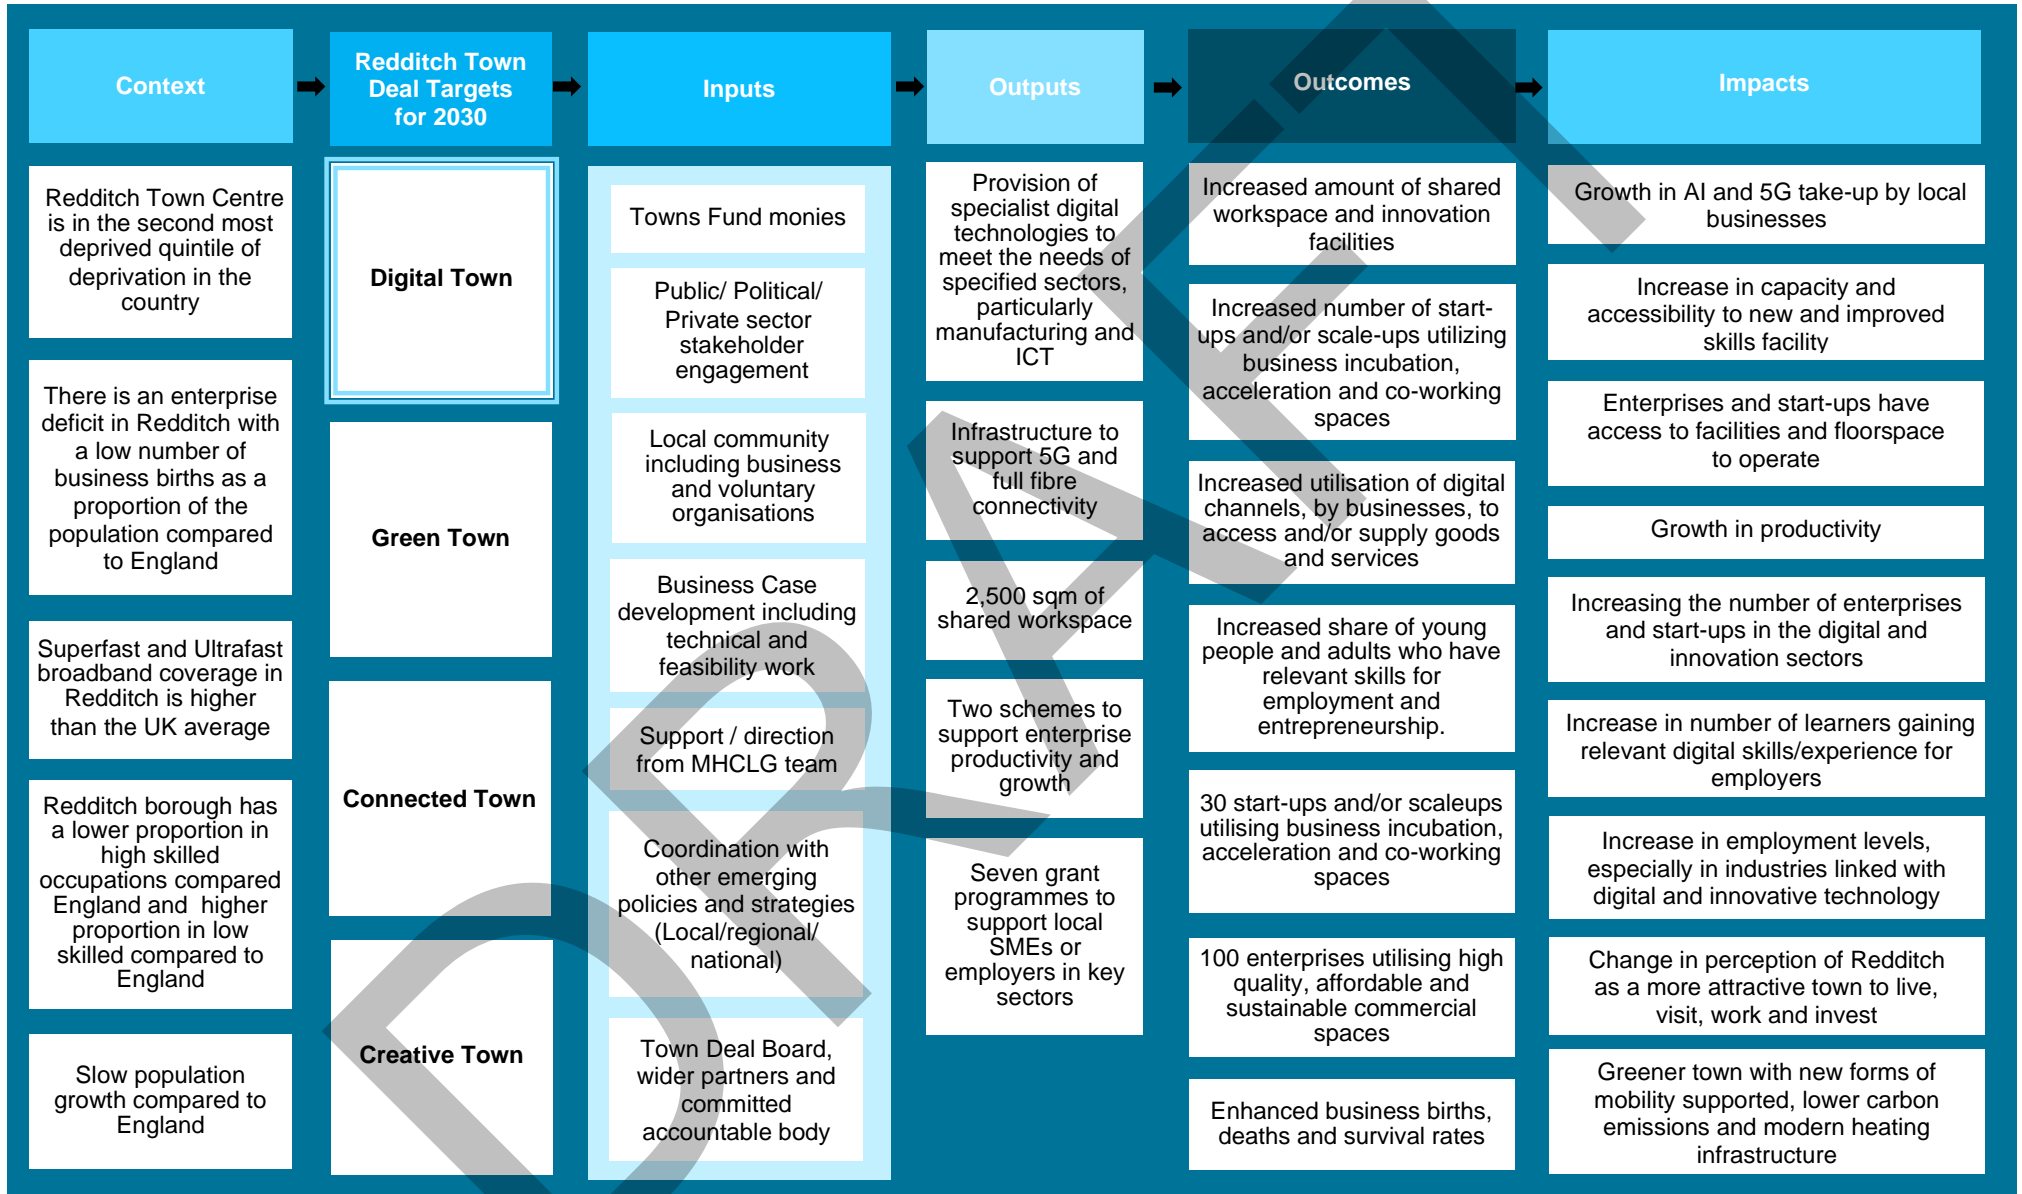 Context
Redditch Town
Deal Targets
for 2030
Inputs
Outputs
Outcomes
Impacts
Redditch Town Centre
is in the second most
deprived quintile of
deprivation in the
country
There is an enterprise
deficit in Redditch with
a low number of
business births as a
proportion of the
population compared
to England
Superfast and Ultrafast
broadband coverage in
Redditch is higher
than the UK average
Redditch borough has
a lower proportion in
high skilled
occupations compared
England and higher
proportion in low
skilled compared to
England
Slow population
growth compared to
England
Digital Town
Green Town
Connected Town
Creative Town
Towns Fund monies
Public/ Political/
Private sector
stakeholder
engagement
Local community
including business
and voluntary
organisations
Business Case
development including
technical and
feasibility work
Support / direction
from MHCLG team
Coordination with
other emerging
policies and strategies
(Local/regional/
national)
Town Deal Board,
wider partners and
committed
accountable body
Provision of
specialist digital
technologies to
meet the needs of
specified sectors,
particularly
manufacturing and
ICT
Infrastructure to
support 5G and
full fibre
connectivity
2,500 sqm of
shared workspace
Two schemes to
support enterprise
productivity and
growth
Seven grant
programmes to
support local
SMEs or
employers in key
sectors
Increased amount of shared
workspace and innovation
facilities
Increased number of start-
ups and/or scale-ups utilizing
business incubation,
acceleration and co-working
spaces
Increased utilisation of digital
channels, by businesses, to
access and/or supply goods
and services
Increased share of young
people and adults who have
relevant skills for
employment and
entrepreneurship.
30 start-ups and/or scaleups
utilising business incubation,
acceleration and co-working
spaces
100 enterprises utilising high
quality, affordable and
sustainable commercial
spaces
Enhanced business births,
deaths and survival rates
Growth in AI and 5G take-up by local
businesses
Increase in capacity and
accessibility to new and improved
skills facility
Enterprises and start-ups have
access to facilities and floorspace
to operate
Growth in productivity
Increasing the number of enterprises
and start-ups in the digital and
innovation sectors
Increase in number of learners gaining
relevant digital skills/experience for
employers
Increase in employment levels,
especially in industries linked with
digital and innovative technology
Change in perception of Redditch
as a more attractive town to live,
visit, work and invest
Greener town with new forms of
mobility supported, lower carbon
emissions and modern heating
infrastructure
DRAFT